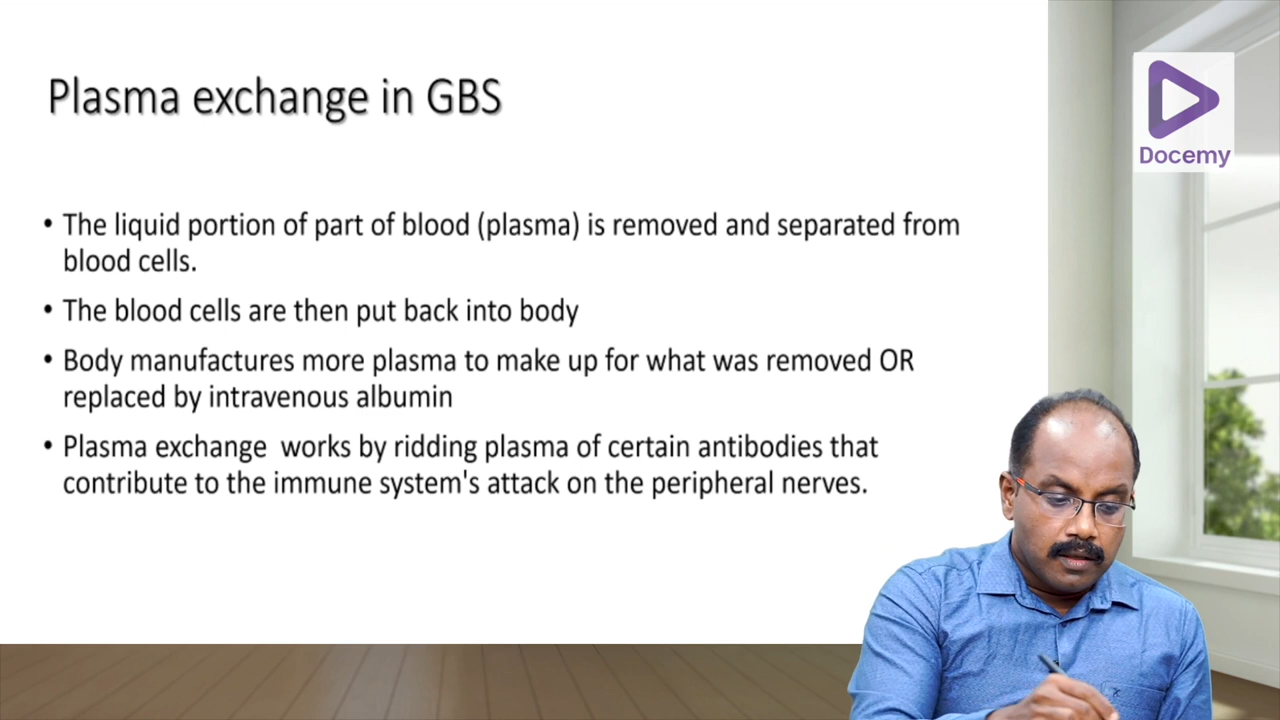 Plasma exchange in GBS
Docemy
• The liquid portion of part of blood (plasma) is removed and separated from
blood cells.
• The blood cells are then put back into body
• Body manufactures more plasma to make up for what was removed OR
replaced by intravenous albumin
• Plasma exchange  works by ridding plasma of certain antibodies that
contribute to the immune system's attack on the peripheral nerves.